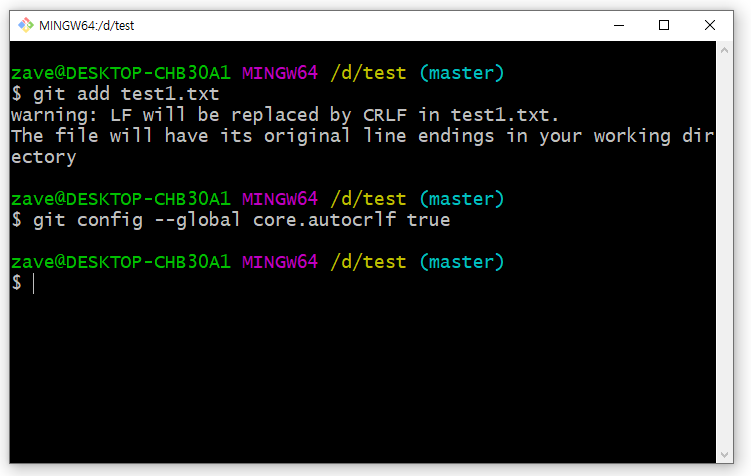 MINGW64:/d/test
zave@DESKTOP-CHB30A1 MINGW64 /d/test (master)
$ git add test1.txt
warning: LF will be replaced by CRLF in test1.txt.
The file will have its original line endings in your working dir
ectory
zave@DESKTOP-CHB30A1 MINGW64 /d/test (master)
$ git config --global core.autocrlf true
zave@DESKTOP-CHB30A1 MINGW64 /d/test (master)
$